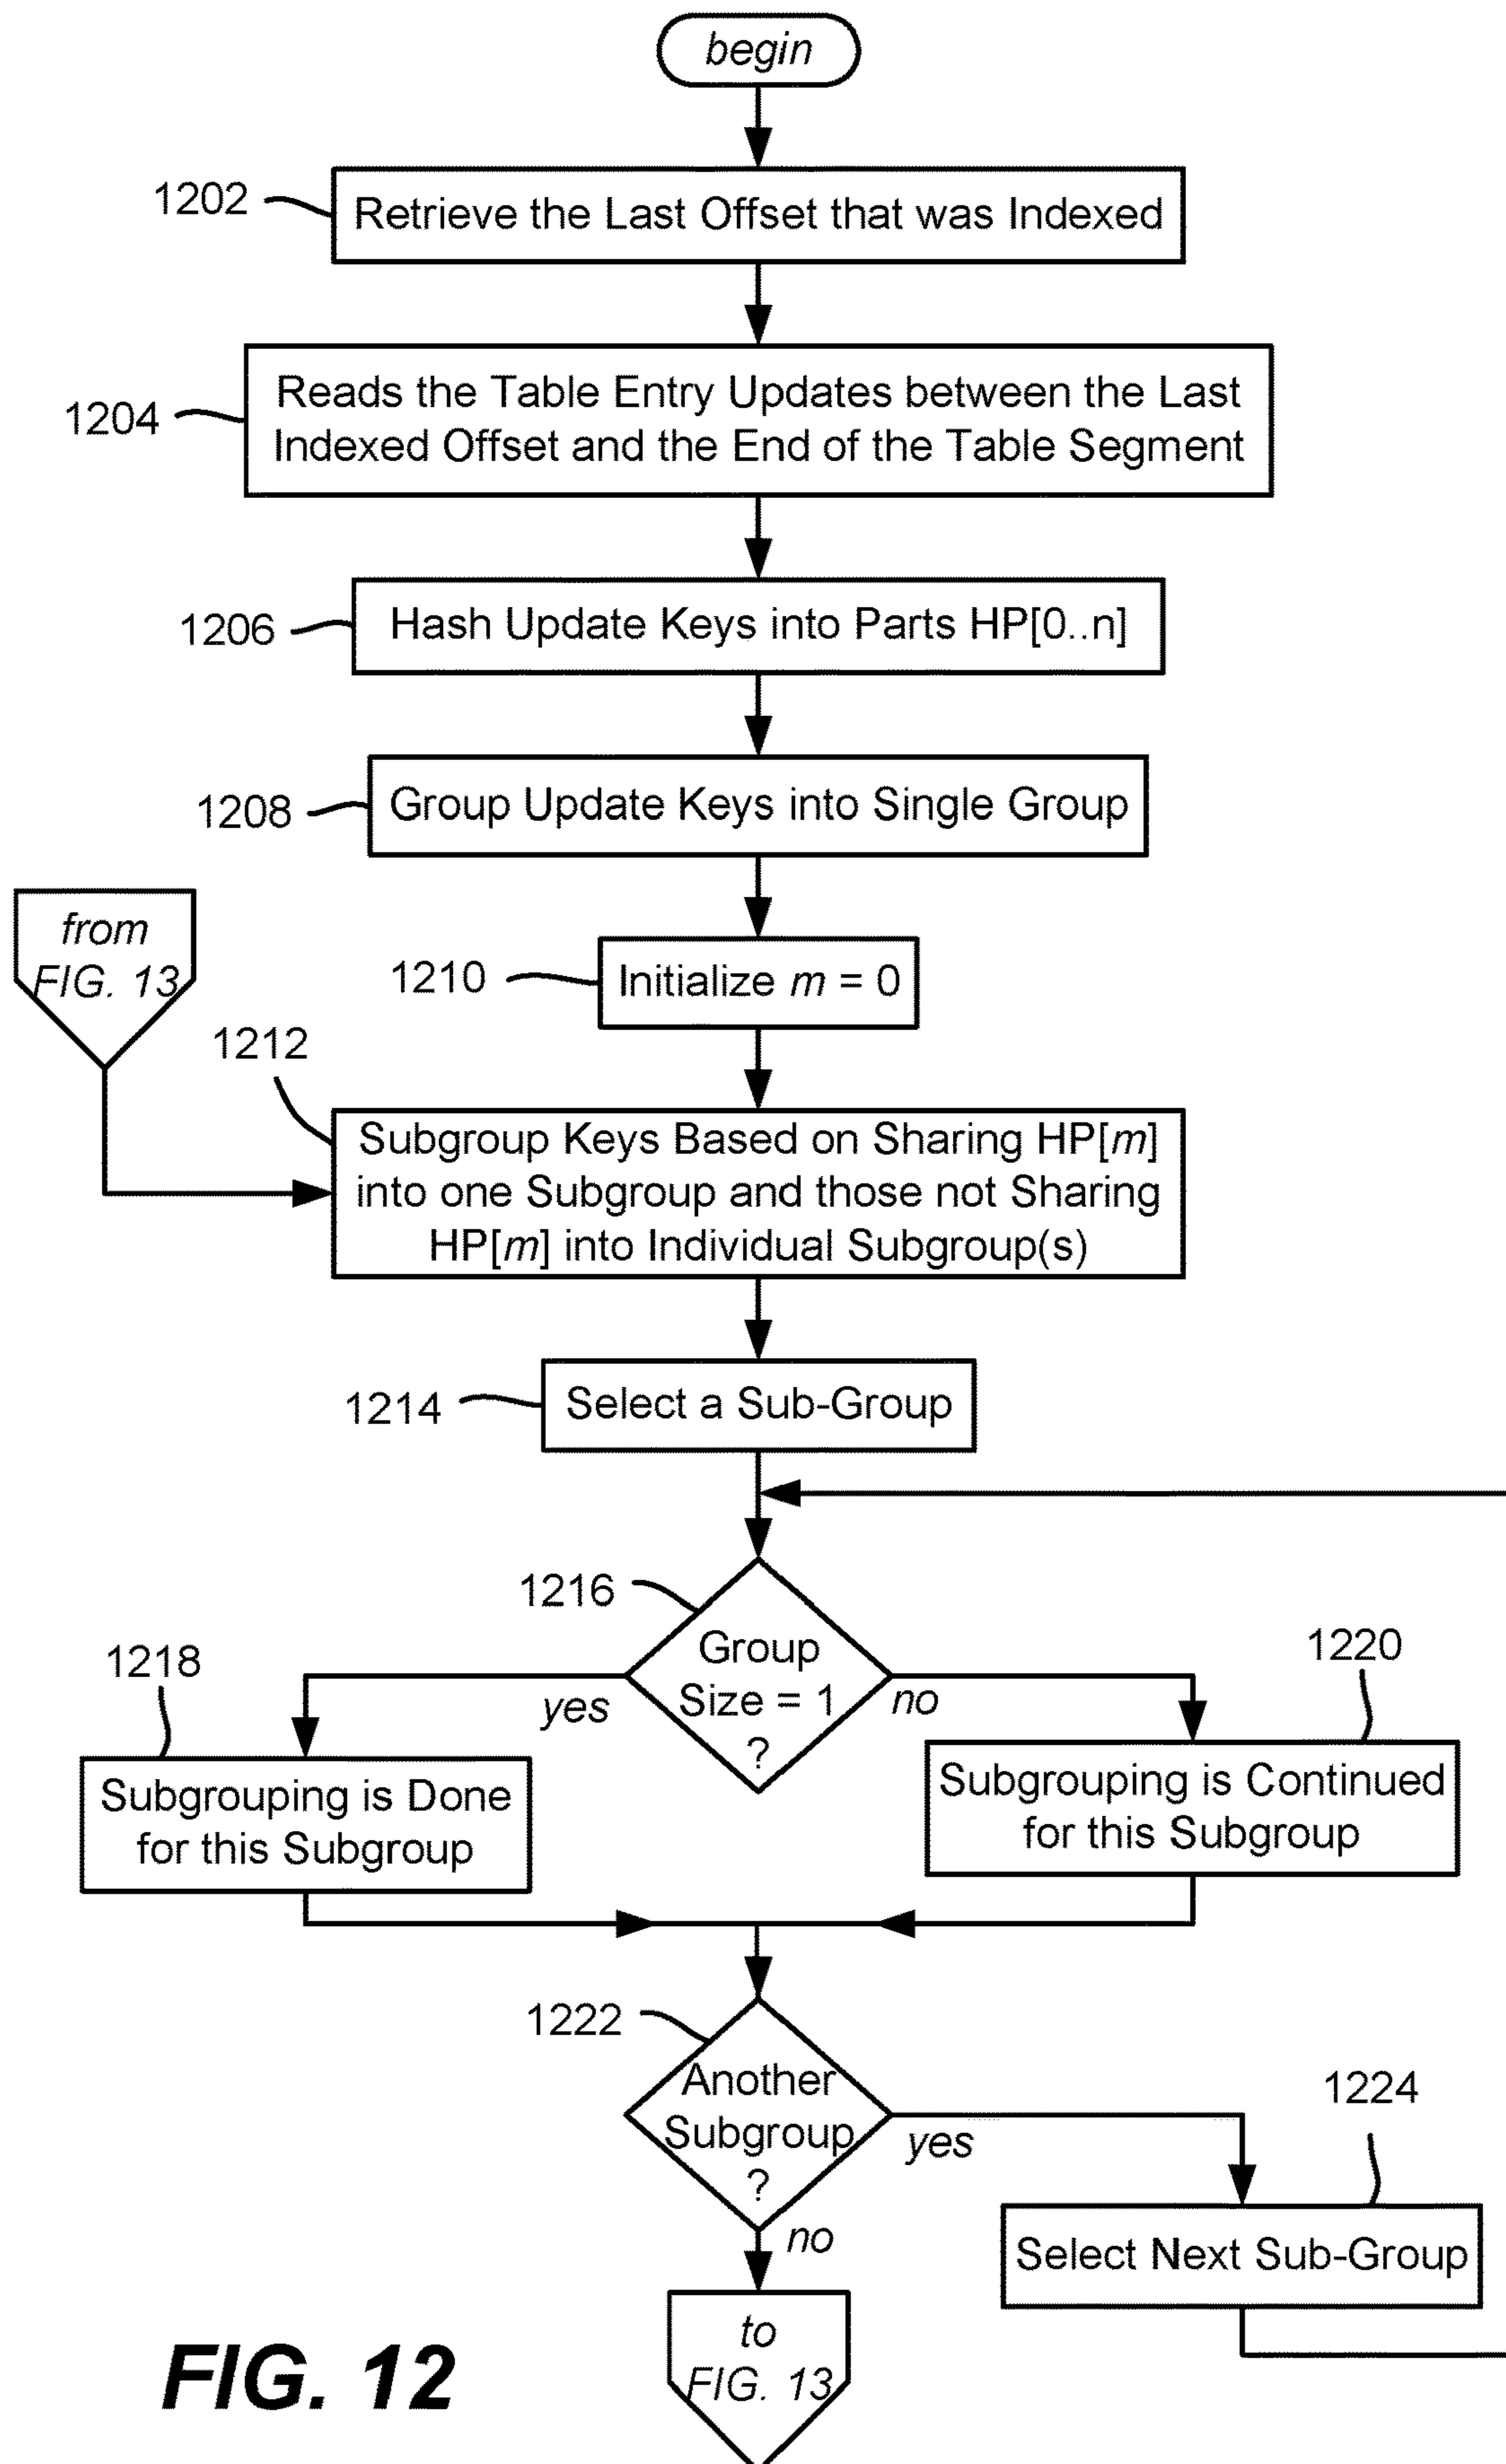 begin
1202
Retrieve the Last Offset that was Indexed
1204
Reads the Table Entry Updates between the Last
Indexed Offset and the End of the Table Segment
1206
Hash Update Keys into Parts HP[0..n]
1208
Group Update Keys into Single Group
from
FIG. 13
1210
Initialize m = 0
1212
Subgroup Keys Based on Sharing HP[m]
into one Subgroup and those not Sharing
HP[m] into Individual Subgroup(s)
1214
Select a Sub-Group
1216
Group
Size = 1
?
yes
no
1218
Subgrouping is Done
for this Subgroup
1220
Subgrouping is Continued
for this Subgroup
1222
Another
Subgroup
?
yes
no
1224
Select Next Sub-Group
to
FIG. 13
FIG. 12